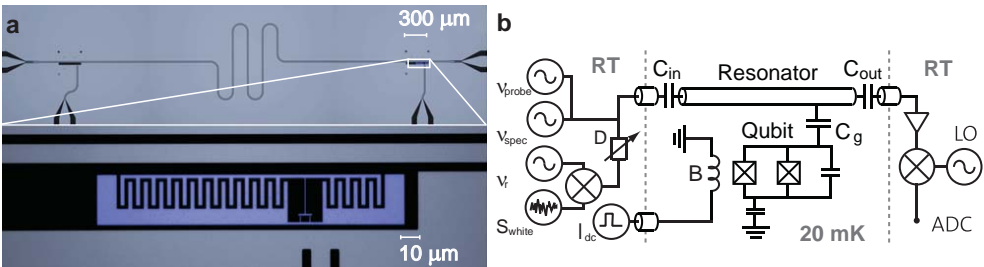 a
300 μm
10 μm
b
RT
C_in
Resonator
C_out
RT
ν_probe
ν_spec
D
Qubit
C_g
LO
ν_r
B
S_white
I_dc
20 mK
ADC